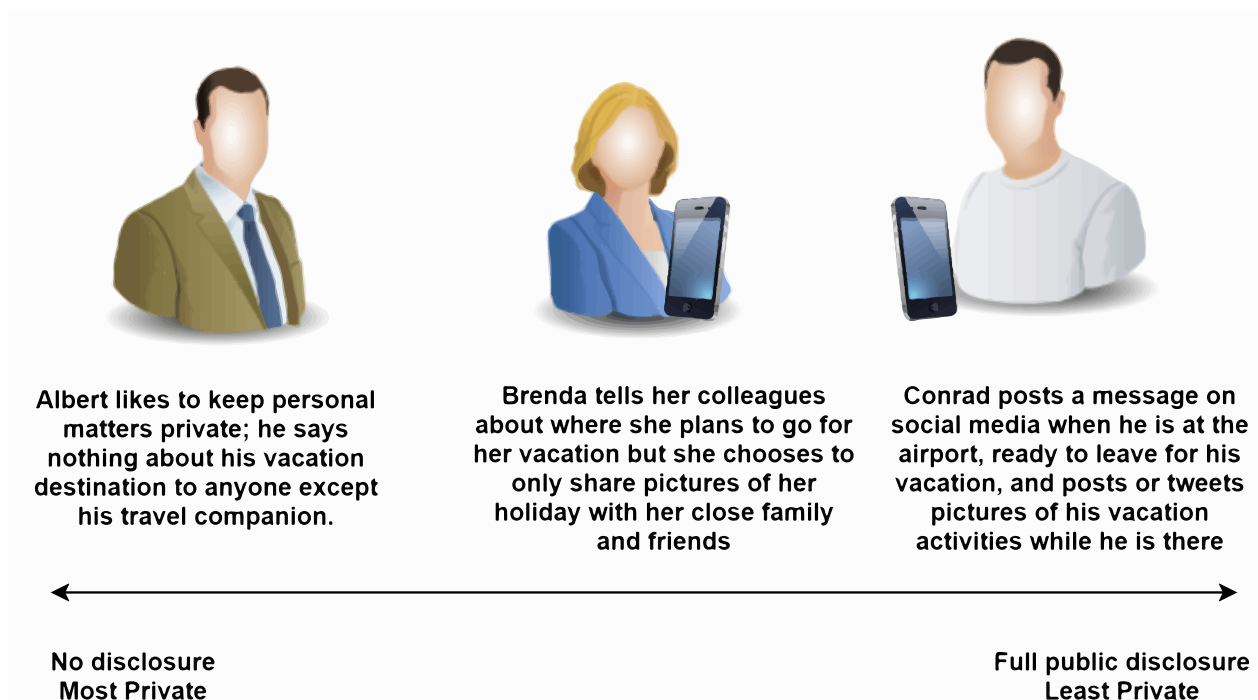 Albert likes to keep personal
matters private; he says
nothing about his vacation
destination to anyone except
his travel companion.
Brenda tells her colleagues
about where she plans to go for
her vacation but she chooses to
only share pictures of her
holiday with her close family
and friends
Conrad posts a message on
social media when he is at the
airport, ready to leave for his
vacation, and posts or tweets
pictures of his vacation
activities while he is there
No disclosure
Most Private
Full public disclosure
Least Private